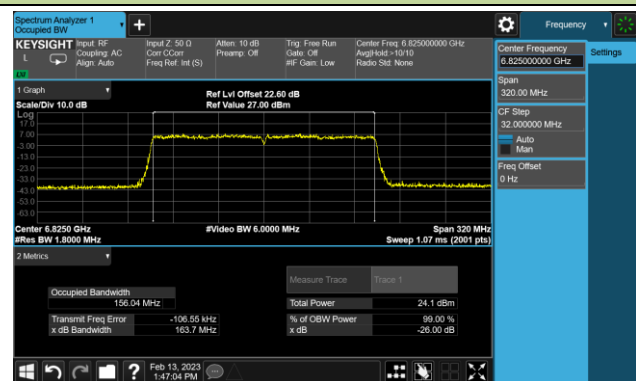 Spectrum Analyzer 1
Occupied BW
Frequency
KEYSIGHT
L
LXI
Input: RF
Coupling: AC
Align: Auto
Input Z: 50 Ω
Corr CCorr
Freq Ref: Int (S)
Atten: 10 dB
Preamp: Off
Trig: Free Run
Gate: Off
#IF Gain: Low
Center Freq: 6.825000000 GHz
Avg|Hold:>10/10
Radio Std: None
Center Frequency
6.825000000 GHz
Settings
Span
320.00 MHz
CF Step
32.000000 MHz
Auto
Man
Freq Offset
0 Hz
1 Graph
Scale/Div 10.0 dB
Ref Lvl Offset 22.60 dB
Ref Value 27.00 dBm
Log
17.0
7.00
-3.00
-13.0
-23.0
-33.0
-43.0
-53.0
-63.0
Center 6.8250 GHz
#Res BW 1.8000 MHz
#Video BW 6.0000 MHz
Span 320 MHz
Sweep 1.07 ms (2001 pts)
2 Metrics
Measure Trace Trace 1
Occupied Bandwidth
156.04 MHz
Total Power 24.1 dBm
Transmit Freq Error -106.55 kHz
x dB Bandwidth 163.7 MHz
% of OBW Power 99.00 %
x dB -26.00 dB
Feb 13, 2023
1:47:04 PM